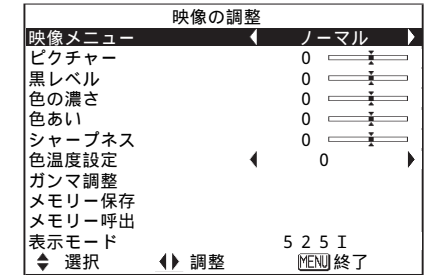 映像の調整
映像メニュー ノーマル
ピクチャー 0
黒レベル 0
色の濃さ 0
色あい 0
シャープネス 0
色温度設定 0
ガンマ調整
メモリー保存
メモリー呼出
表示モード 525I
選択 調整 MENU 終了